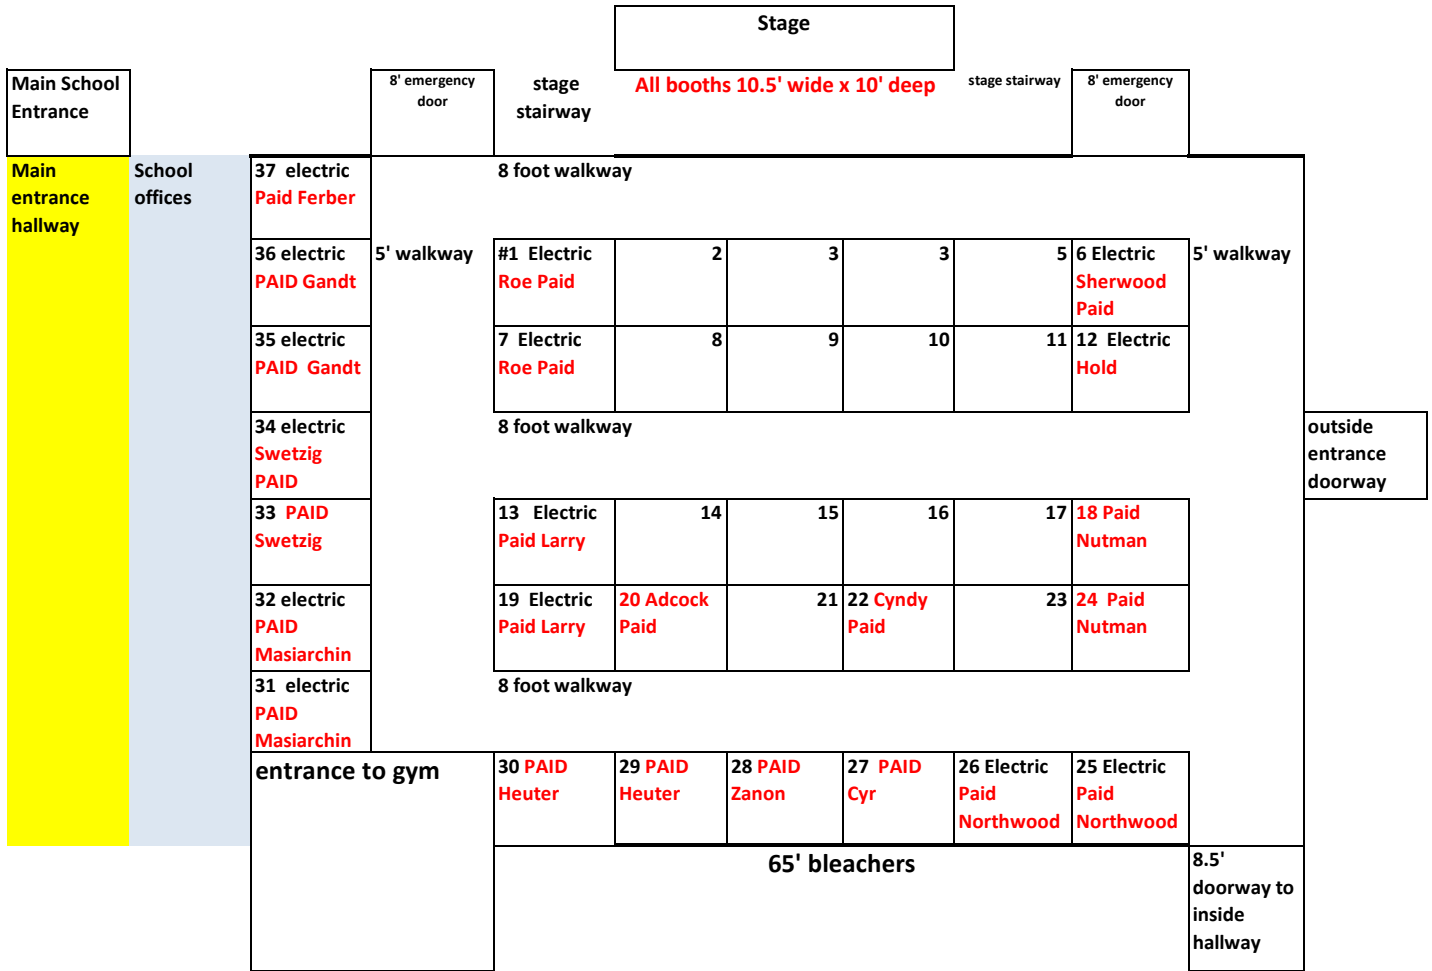 Stage
Main School
Entrance
8' emergency
door
stage
stairway
All booths 10.5' wide x 10' deep
stage stairway
8' emergency
door
Main
entrance
hallway
School
offices
37  electric
Paid Ferber
8 foot walkway
36 electric
PAID Gandt
5' walkway
#1  Electric
Roe Paid
2
3
3
5
6 Electric
Sherwood
Paid
5' walkway
35 electric
PAID  Gandt
7  Electric
Roe Paid
8
9
10
11
12  Electric
Hold
34 electric
Swetzig
PAID
8 foot walkway
outside
entrance
doorway
33  PAID
Swetzig
13   Electric
Paid Larry
14
15
16
17
18 Paid
Nutman
32 electric
PAID
Masiarchin
19  Electric
Paid Larry
20 Adcock
Paid
21
22 Cyndy
Paid
23
24  Paid
Nutman
31  electric
PAID
Masiarchin
8 foot walkway
entrance to gym
30 PAID
Heuter
29 PAID
Heuter
28 PAID
Zanon
27  PAID
Cyr
26 Electric
Paid
Northwood
25 Electric
Paid
Northwood
65' bleachers
8.5'
doorway to
inside
hallway